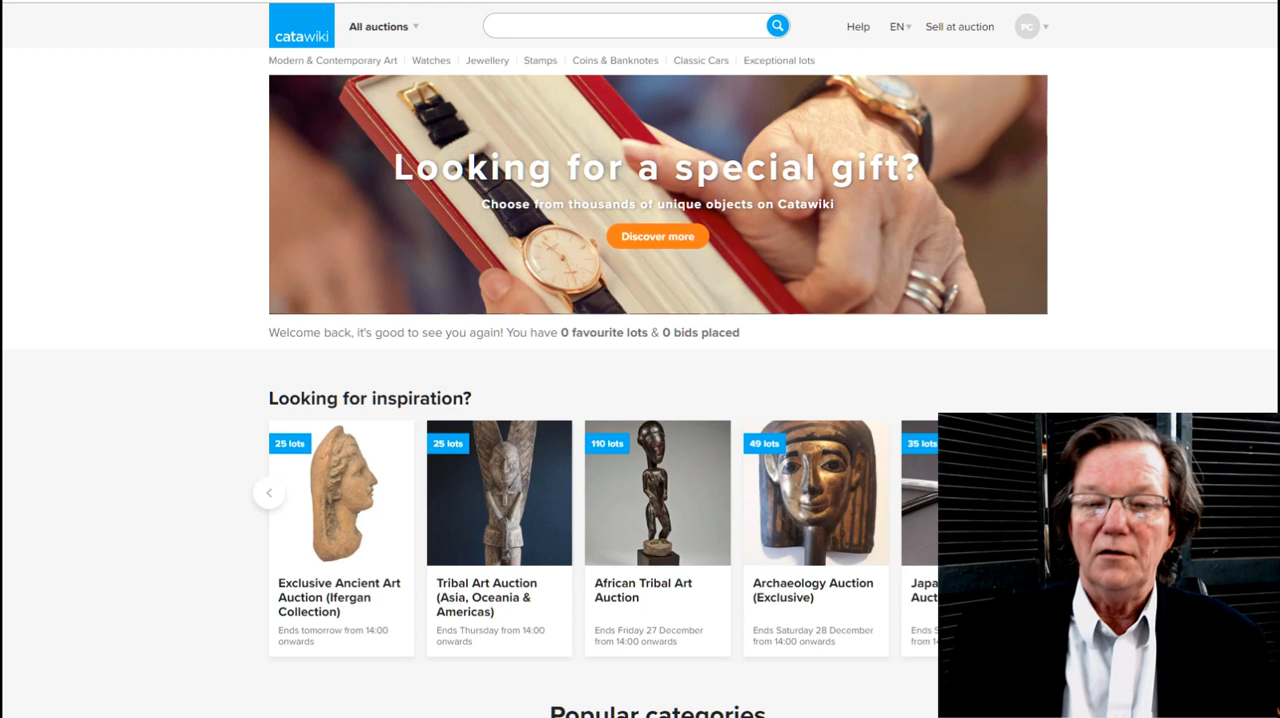 catawiki
All auctions
Help
EN
Sell at auction
PC
Modern & Contemporary Art
Watches
Jewellery
Stamps
Coins & Banknotes
Classic Cars
Exceptional lots
Looking for a special gift?
Choose from thousands of unique objects on Catawiki
Discover more
Welcome back, it's good to see you again! You have 0 favourite lots & 0 bids placed
Looking for inspiration?
25 lots
Exclusive Ancient Art
Auction (Ifergan
Collection)
Ends tomorrow from 14:00
onwards
25 lots
Tribal Art Auction
(Asia, Oceania &
Americas)
Ends Thursday from 14:00
onwards
110 lots
African Tribal Art
Auction
Ends Friday 27 December
from 14:00 onwards
49 lots
Archaeology Auction
(Exclusive)
Ends Saturday 28 December
from 14:00 onwards
35 lots
Popular categories